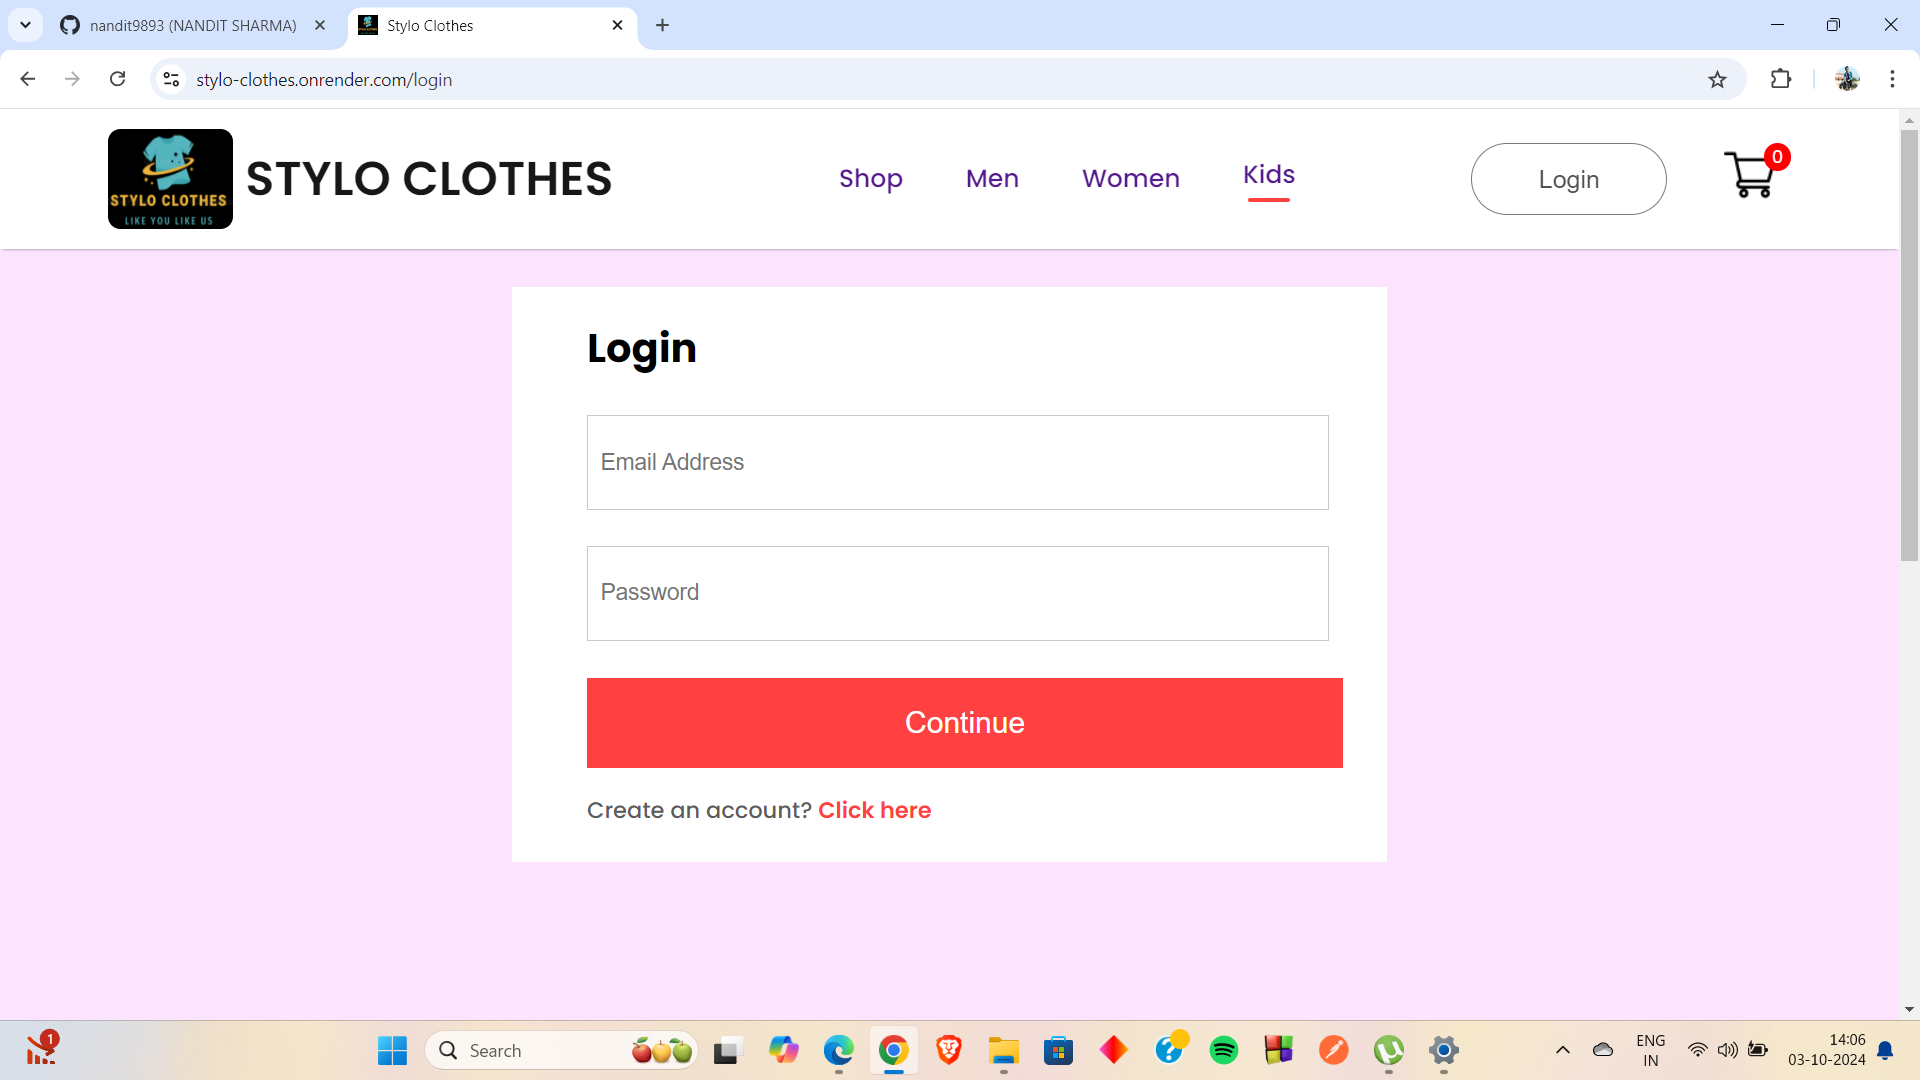 nandit9893 (NANDIT SHARMA)
Stylo Clothes
stylo-clothes.onrender.com/login
STYLO CLOTHES
LIKE YOU LIKE US
STYLO CLOTHES
Shop
Men
Women
Kids
Login
0
Login
Email Address
Password
Continue
Create an account? Click here
1
Search
ENG
IN
14:06
03-10-2024